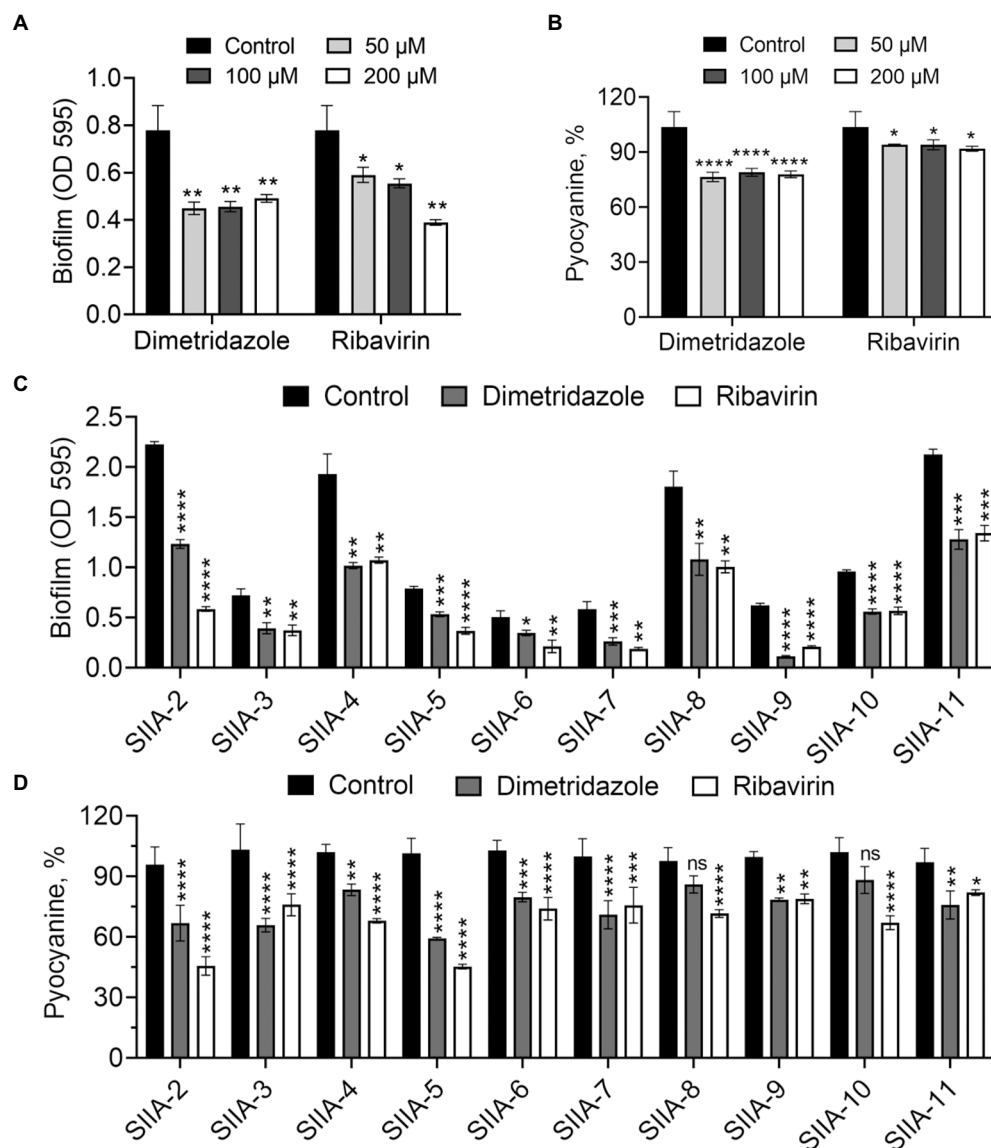 A
Control 50 µM
100 µM 200 µM
Biofilm (OD 595)
1.0
0.8
0.6
0.4
0.2
0.0
** ** **
* * **
Dimetridazole Ribavirin
B
Control 50 µM
100 µM 200 µM
Pyocyanine, %
120
90
60
30
0
**** **** ****
* * *
Dimetridazole Ribavirin
C
Control Dimetridazole Ribavirin
Biofilm (OD 595)
2.5
2.0
1.5
1.0
0.5
0.0
**** ****
** **
** **
*** ****
* **
*** **
** **
**** ****
**** ****
*** ***
SIIA-2 SIIA-3 SIIA-4 SIIA-5 SIIA-6 SIIA-7 SIIA-8 SIIA-9 SIIA-10 SIIA-11
D
Control Dimetridazole Ribavirin
Pyocyanine, %
120
90
60
30
0
**** ****
**** ****
** ****
**** ****
*** ****
**** ***
ns ****
** **
ns ****
** *
SIIA-2 SIIA-3 SIIA-4 SIIA-5 SIIA-6 SIIA-7 SIIA-8 SIIA-9 SIIA-10 SIIA-11